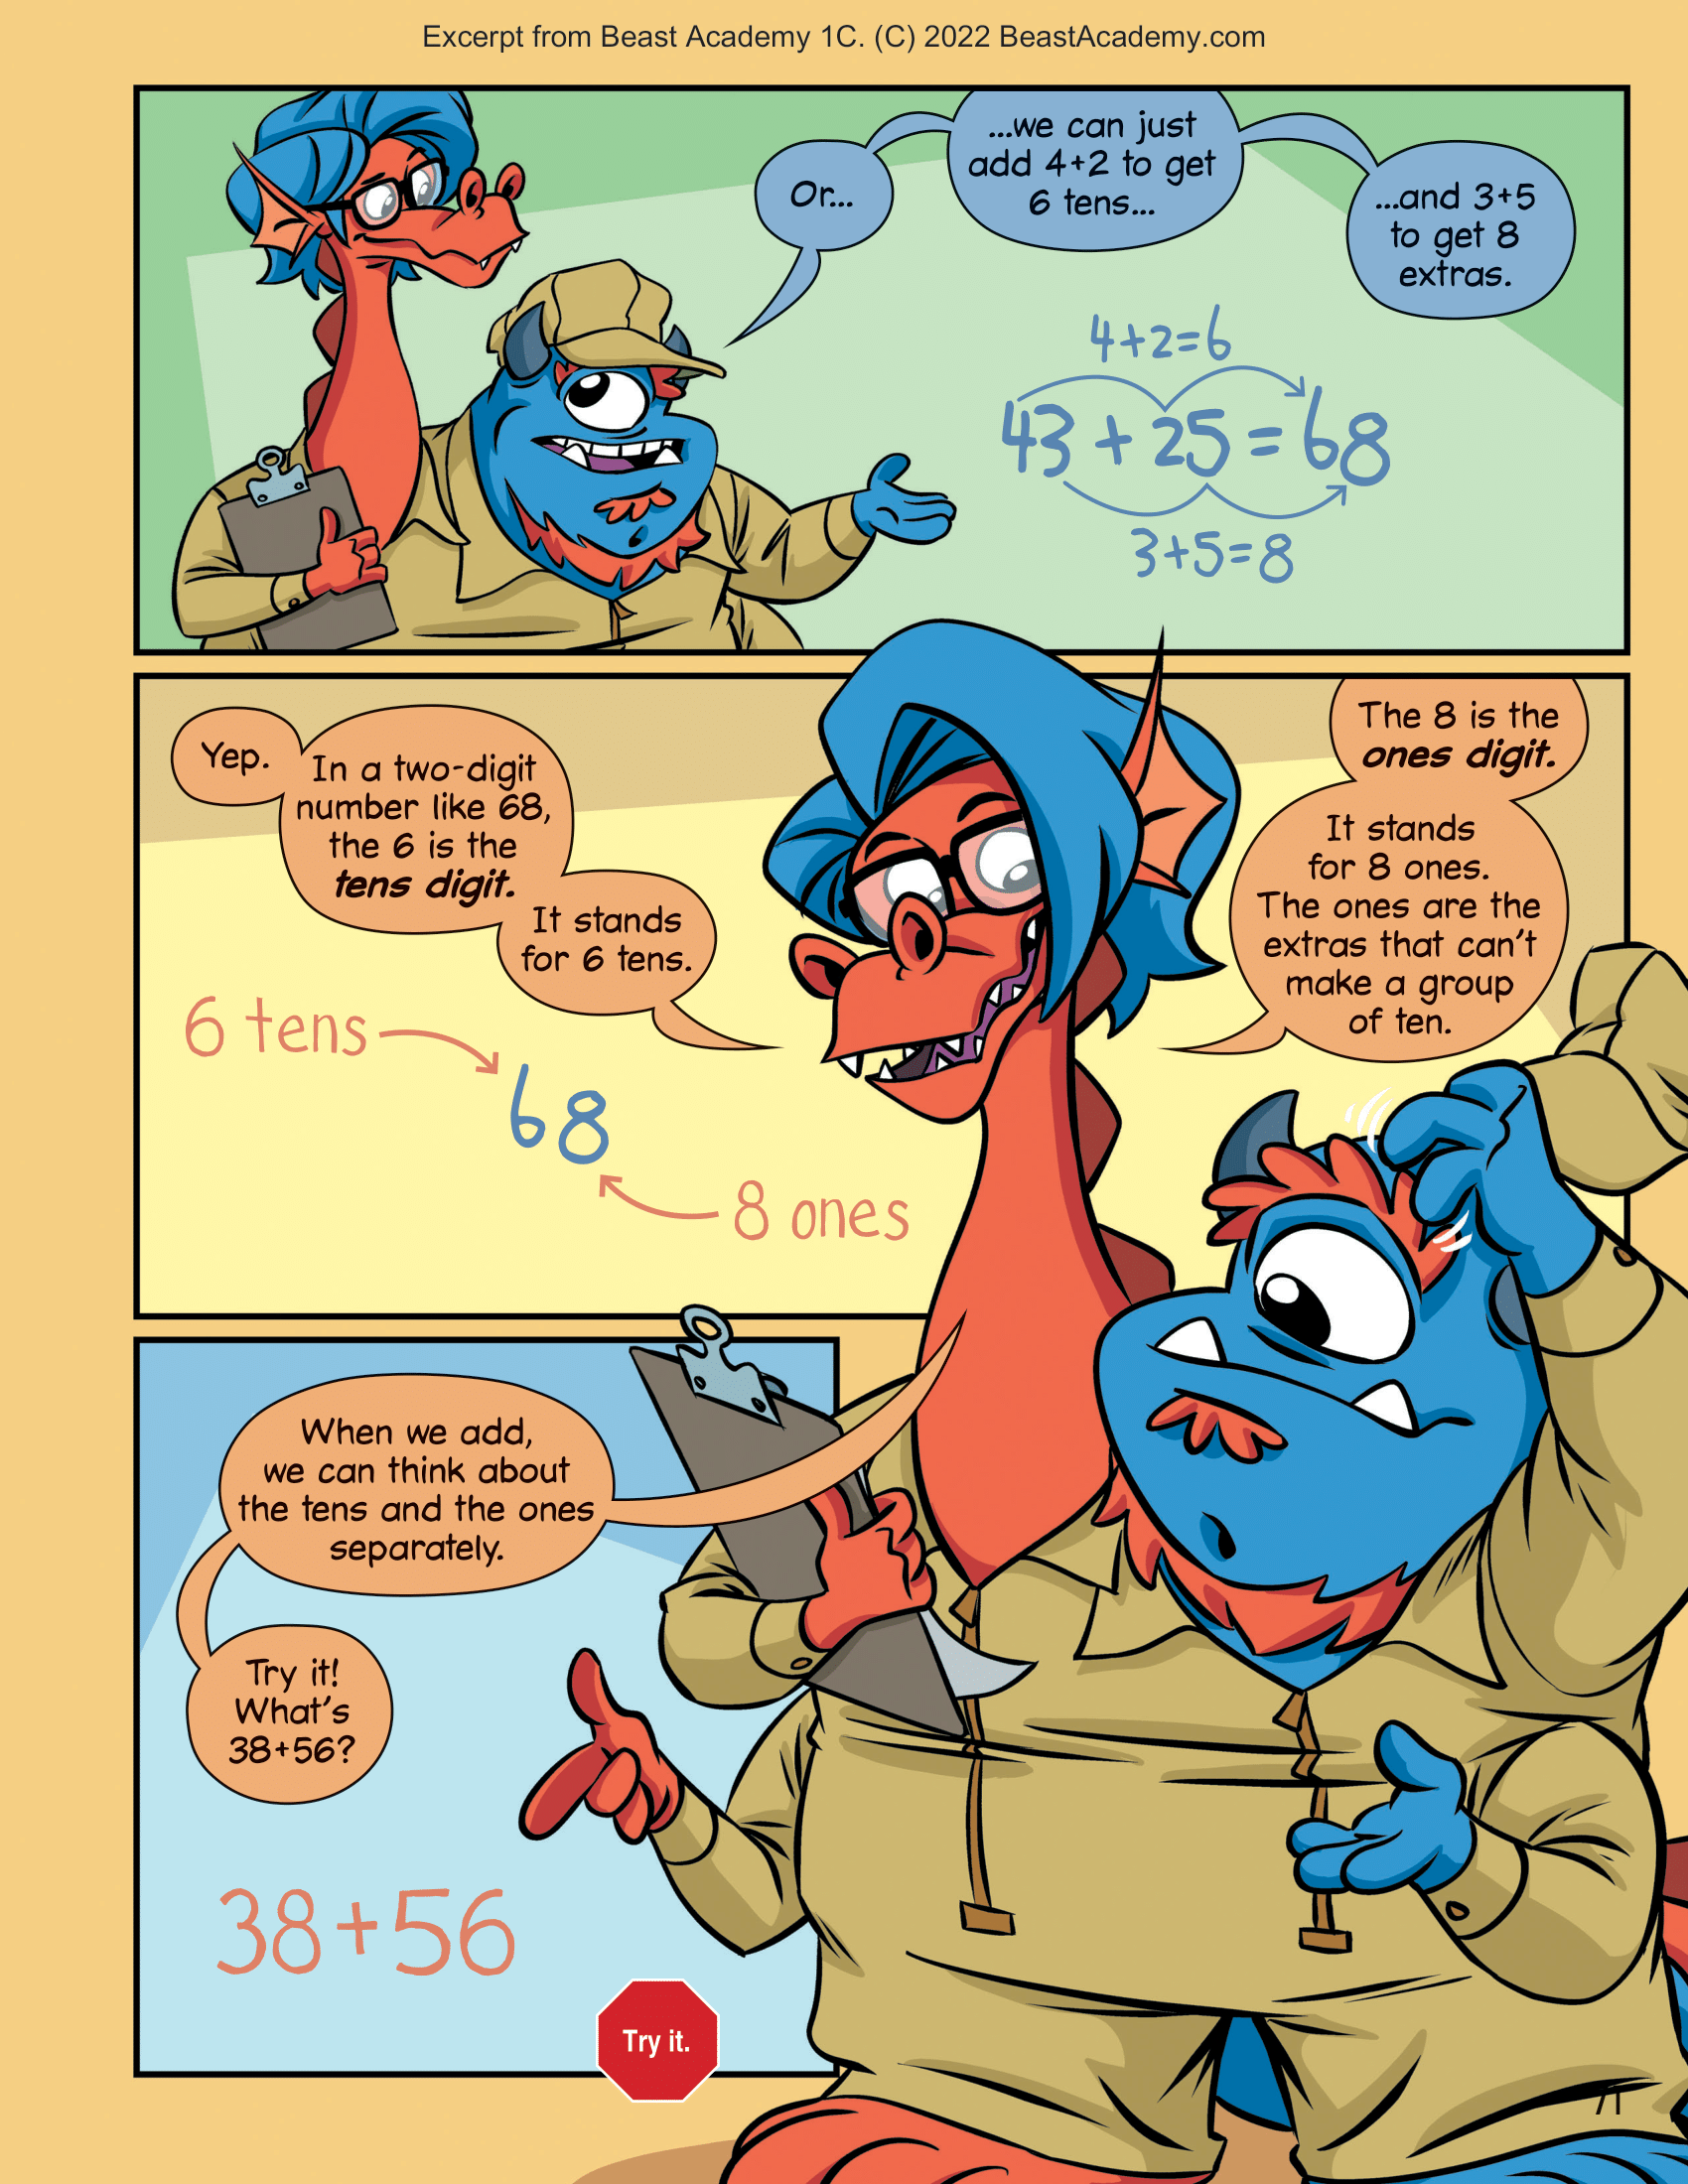 Excerpt from Beast Academy 1C. (C) 2022 BeastAcademy.com
Or...
...we can just
add 4+2 to get
6 tens...
...and 3+5
to get 8
extras.
4+2=6
43+25=68
3+5=8
Yep.
In a two-digit
number like 68,
the 6 is the
tens digit.
It stands
for 6 tens.
The 8 is the
ones digit.
It stands
for 8 ones.
The ones are the
extras that can't
make a group
of ten.
6 tens
68
8 ones
When we add,
we can think about
the tens and the ones
separately.
Try it!
What's
38+56?
38+56
Try it.
71